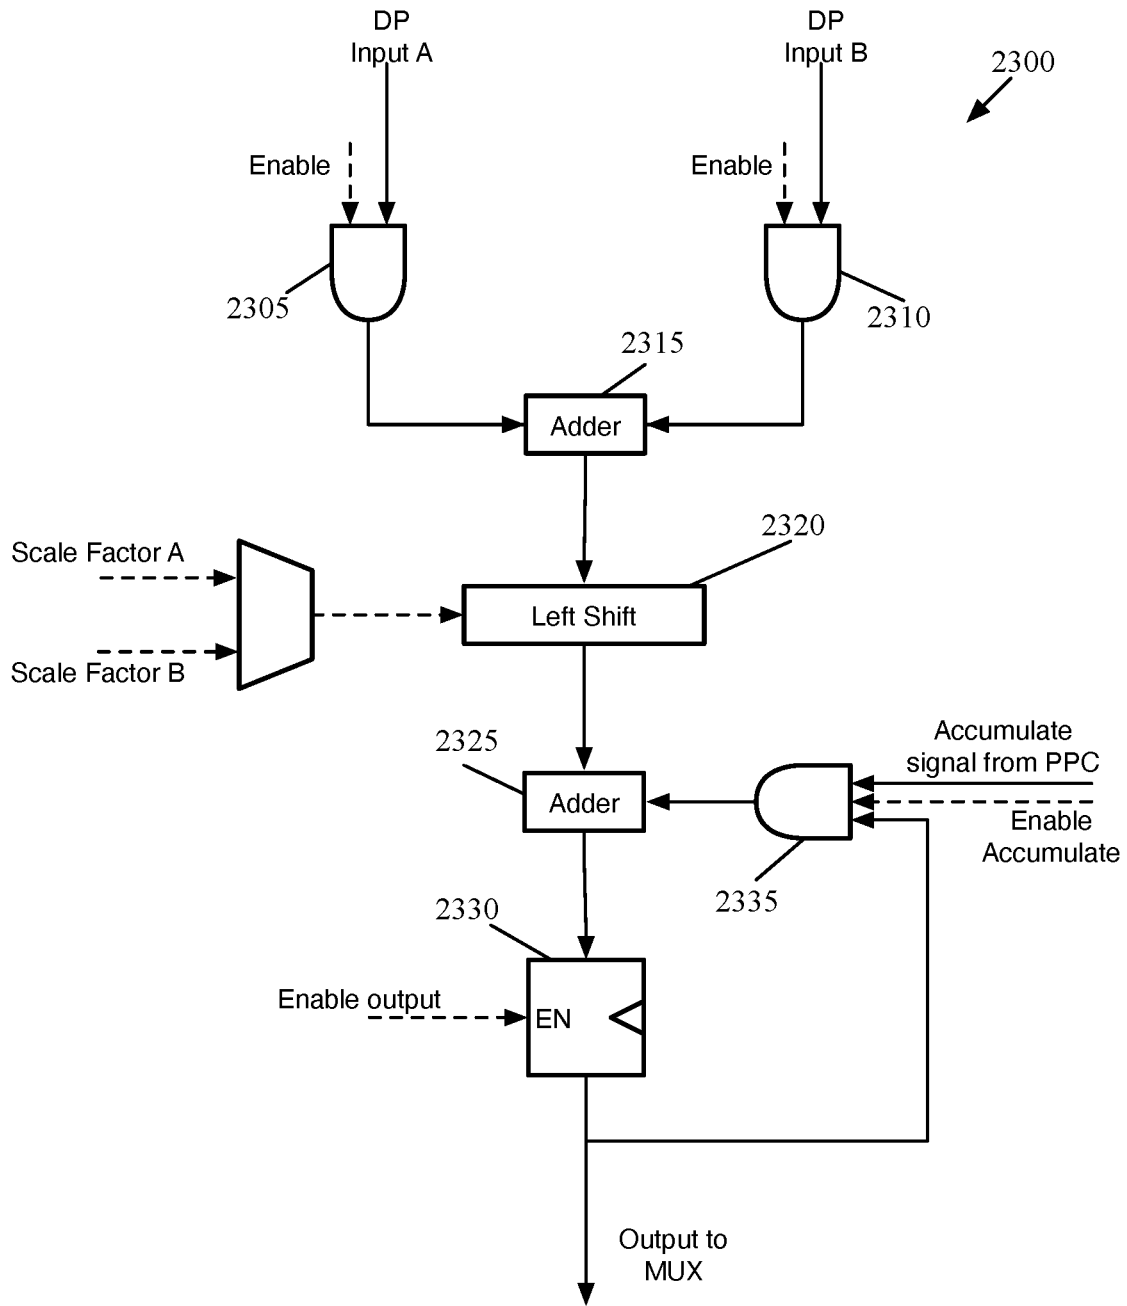 DP
Input A
DP
Input B
2300
Enable
Enable
2305
2310
2315
Adder
2320
Scale Factor A
Left Shift
Scale Factor B
2325
Accumulate
signal from PPC
Adder
Enable
Accumulate
2335
2330
Enable output
EN
Output to
MUX